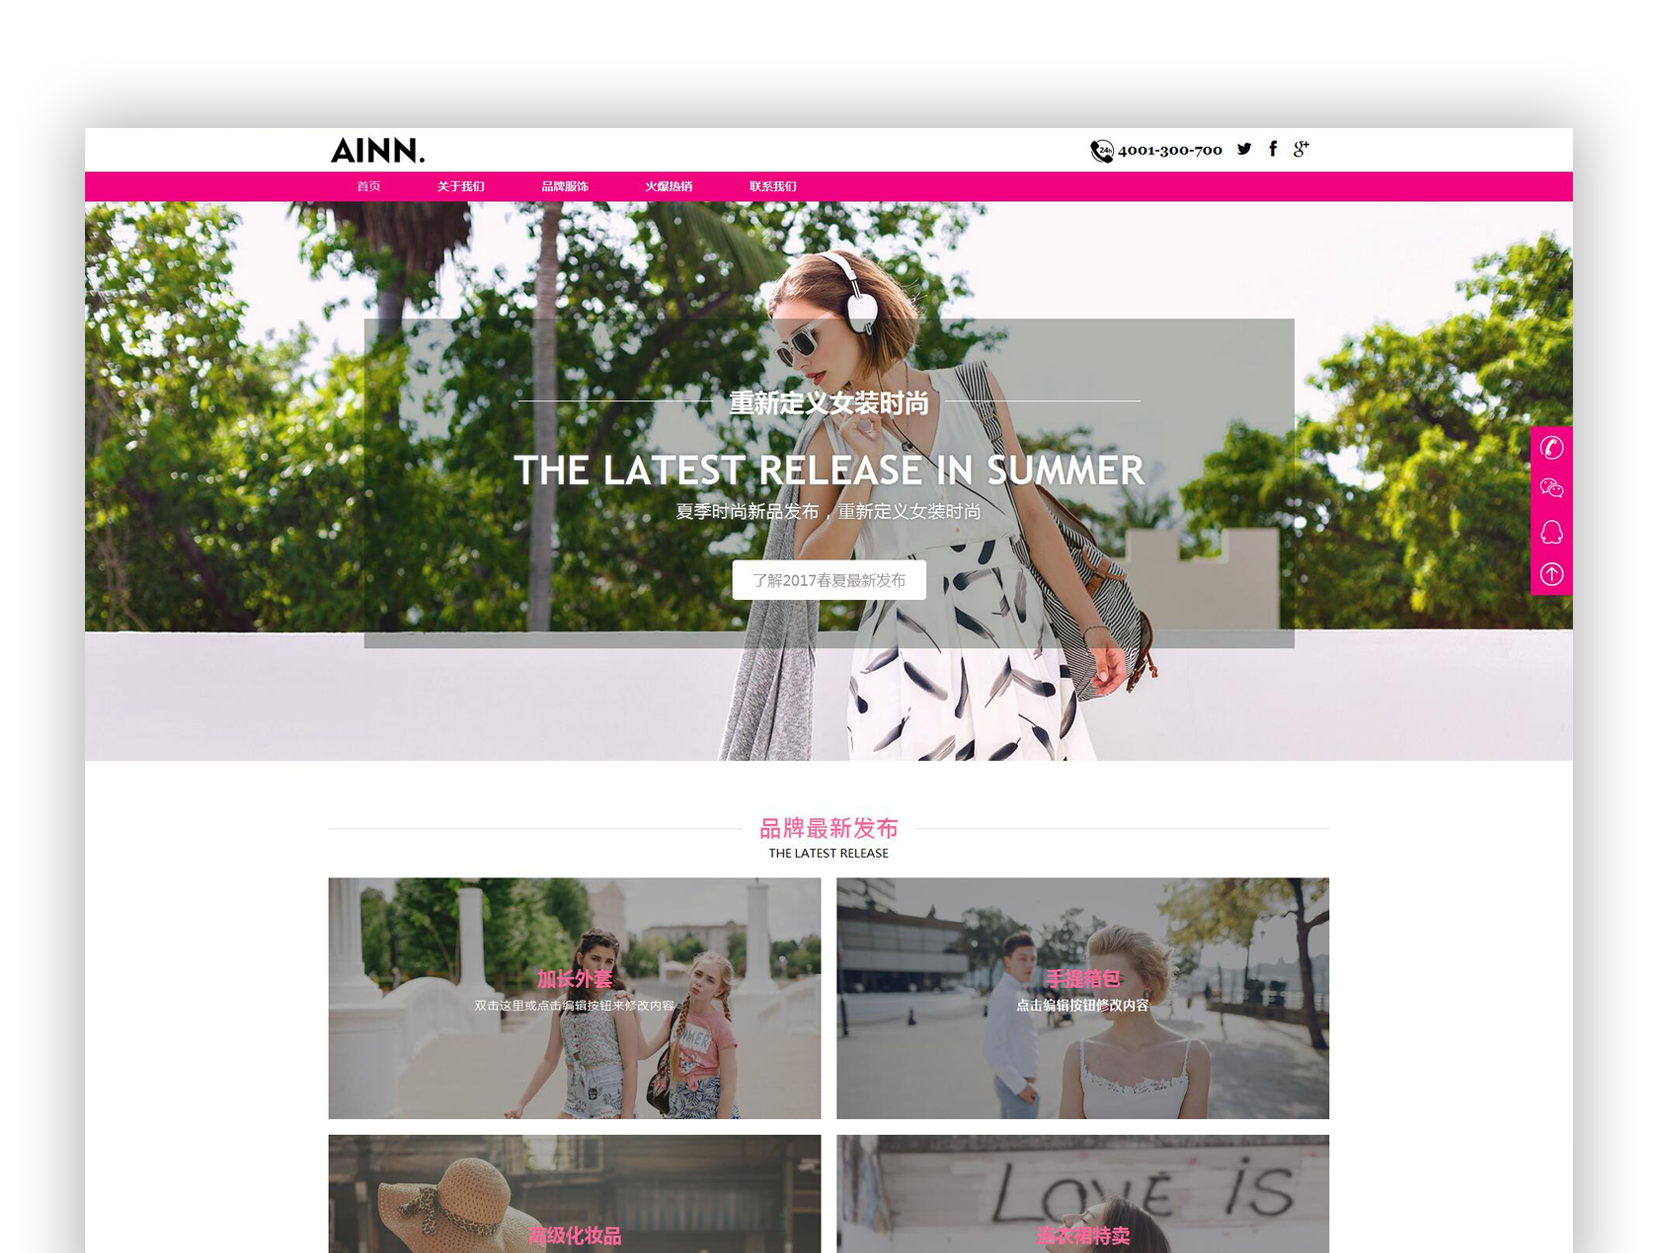 AINN.
24h 4001-300-700
首页 关于我们 品牌服饰 火爆热销 联系我们
重新定义女装时尚
THE LATEST RELEASE IN SUMMER
夏季时尚新品发布，重新定义女装时尚
了解2017春夏最新发布
品牌最新发布
THE LATEST RELEASE
加长外套
双击这里或点击编辑按钮来修改内容
SUMMER
手提箱包
点击编辑按钮修改内容
LOVE iS
高级化妆品
连衣裙特卖